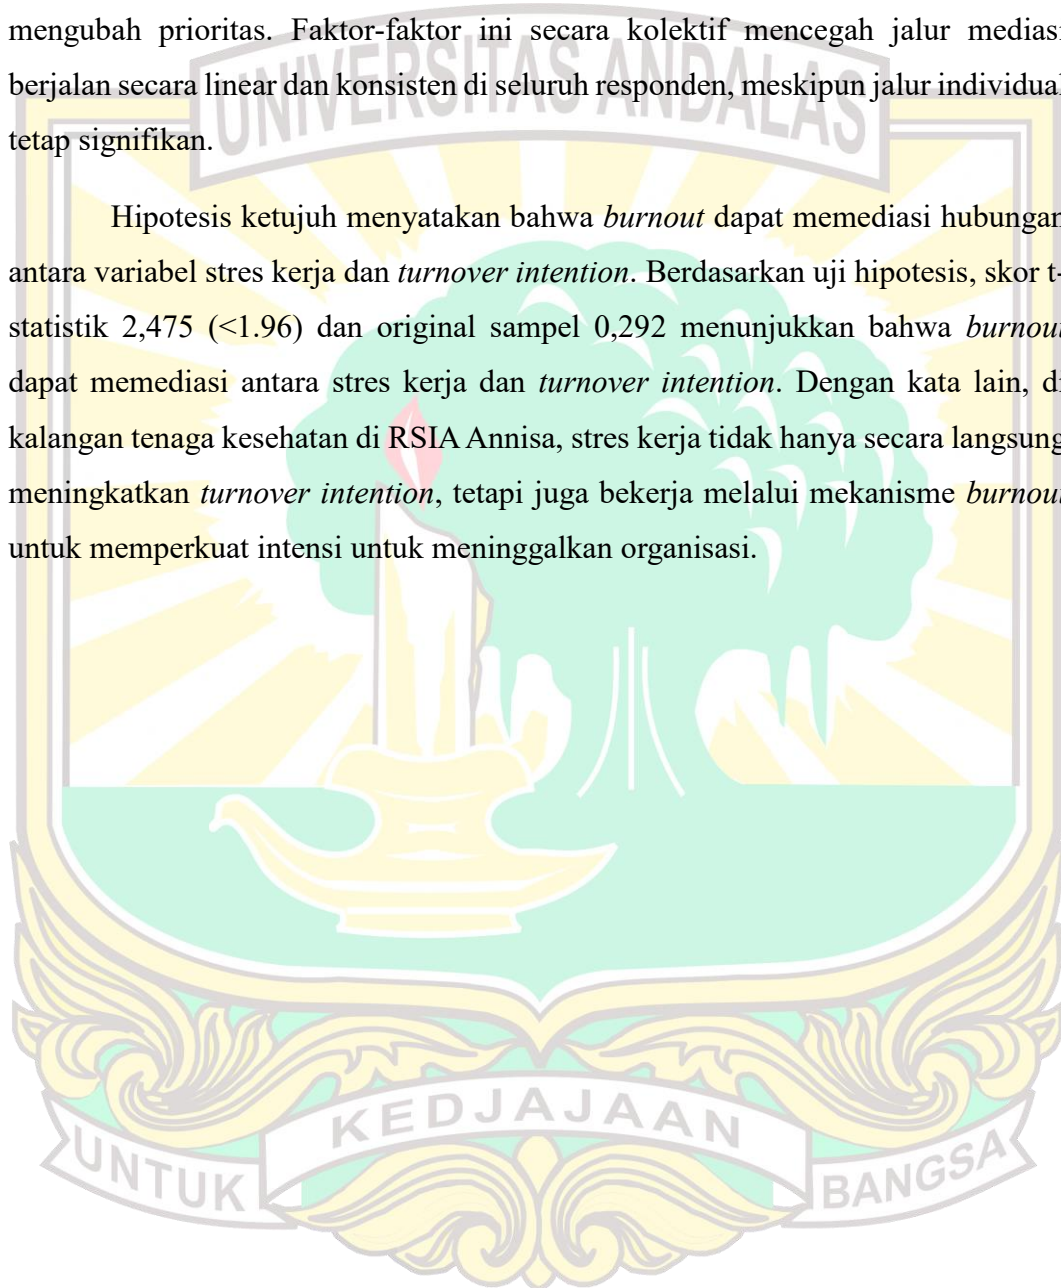 mengubah prioritas. Faktor-faktor ini secara kolektif mencegah jalur mediasi
berjalan secara linear dan konsisten di seluruh responden, meskipun jalur individual
tetap signifikan.
UNIVERSITAS ANDALAS
Hipotesis ketujuh menyatakan bahwa burnout dapat memediasi hubungan
antara variabel stres kerja dan turnover intention. Berdasarkan uji hipotesis, skor t-
statistik 2,475 (<1.96) dan original sampel 0,292 menunjukkan bahwa burnout
dapat memediasi antara stres kerja dan turnover intention. Dengan kata lain, di
kalangan tenaga kesehatan di RSIA Annisa, stres kerja tidak hanya secara langsung
meningkatkan turnover intention, tetapi juga bekerja melalui mekanisme burnout
untuk memperkuat intensi untuk meninggalkan organisasi.
UNTUK KEDJAJAAN BANGSA